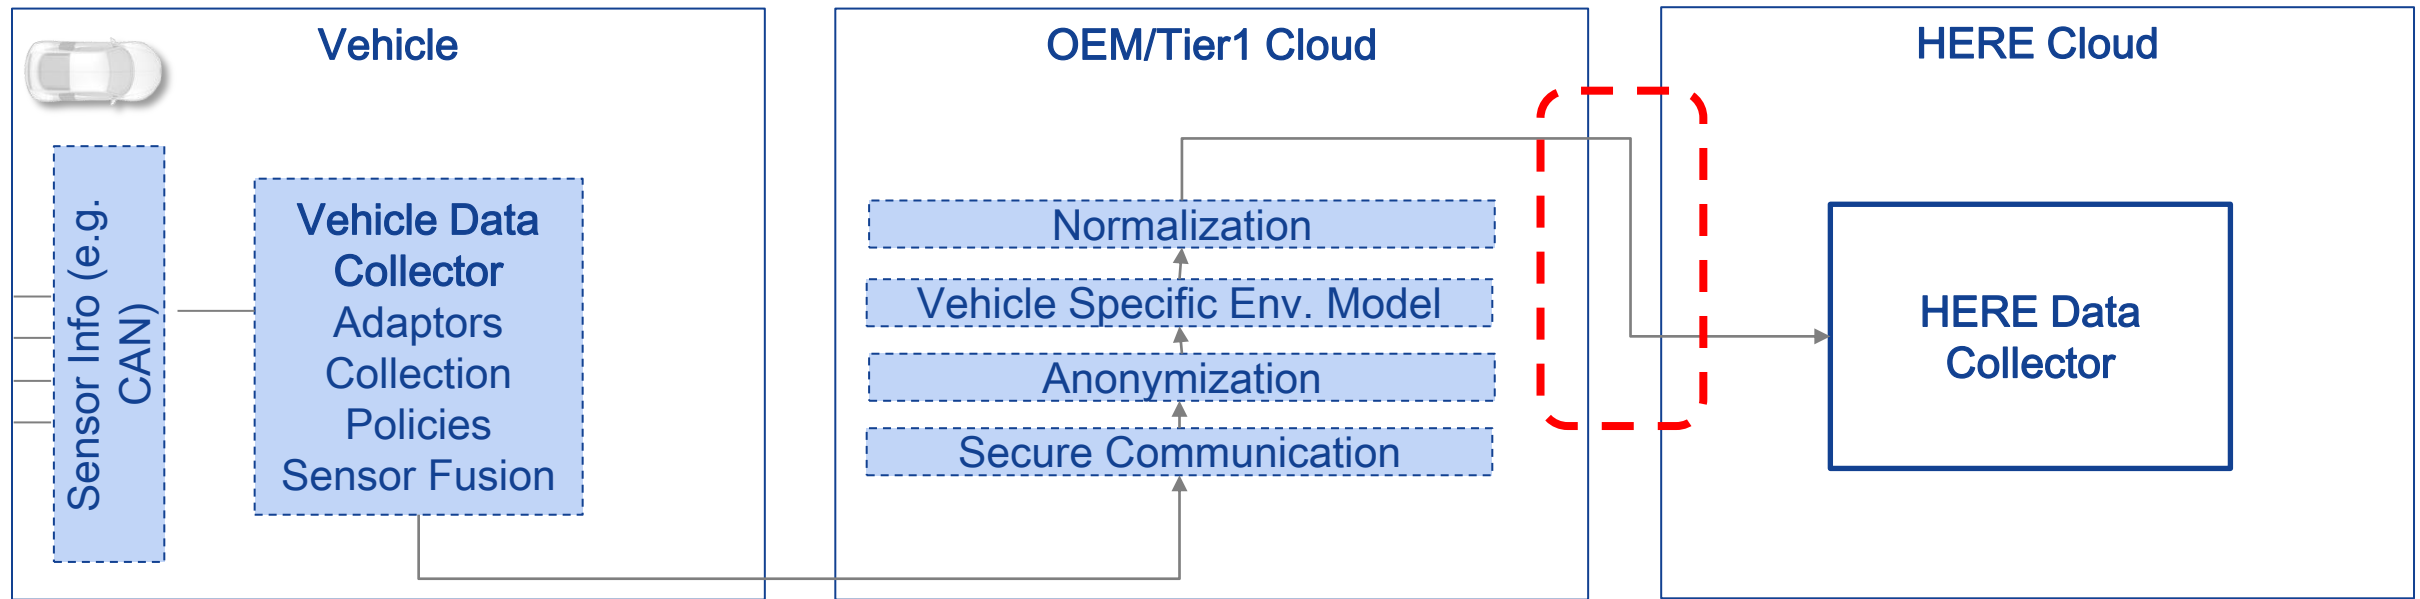 Vehicle
Sensor Info (e.g.
CAN)
Vehicle Data
Collector
Adaptors
Collection
Policies
Sensor Fusion
OEM/Tier1 Cloud
Normalization
Vehicle Specific Env. Model
Anonymization
Secure Communication
HERE Cloud
HERE Data
Collector